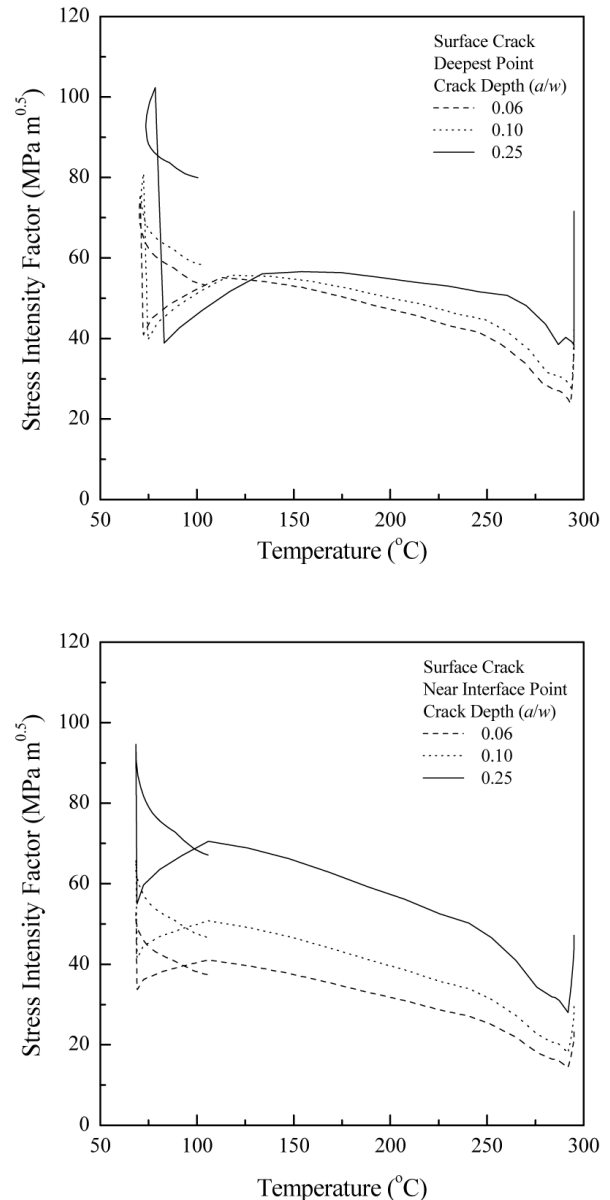 120
100
80
60
40
20
0
Stress Intensity Factor (MPa m^0.5)
Surface Crack
Deepest Point
Crack Depth (a/w)
0.06
0.10
0.25
50 100 150 200 250 300
Temperature (°C)
120
100
80
60
40
20
0
Stress Intensity Factor (MPa m^0.5)
Surface Crack
Near Interface Point
Crack Depth (a/w)
0.06
0.10
0.25
50 100 150 200 250 300
Temperature (°C)